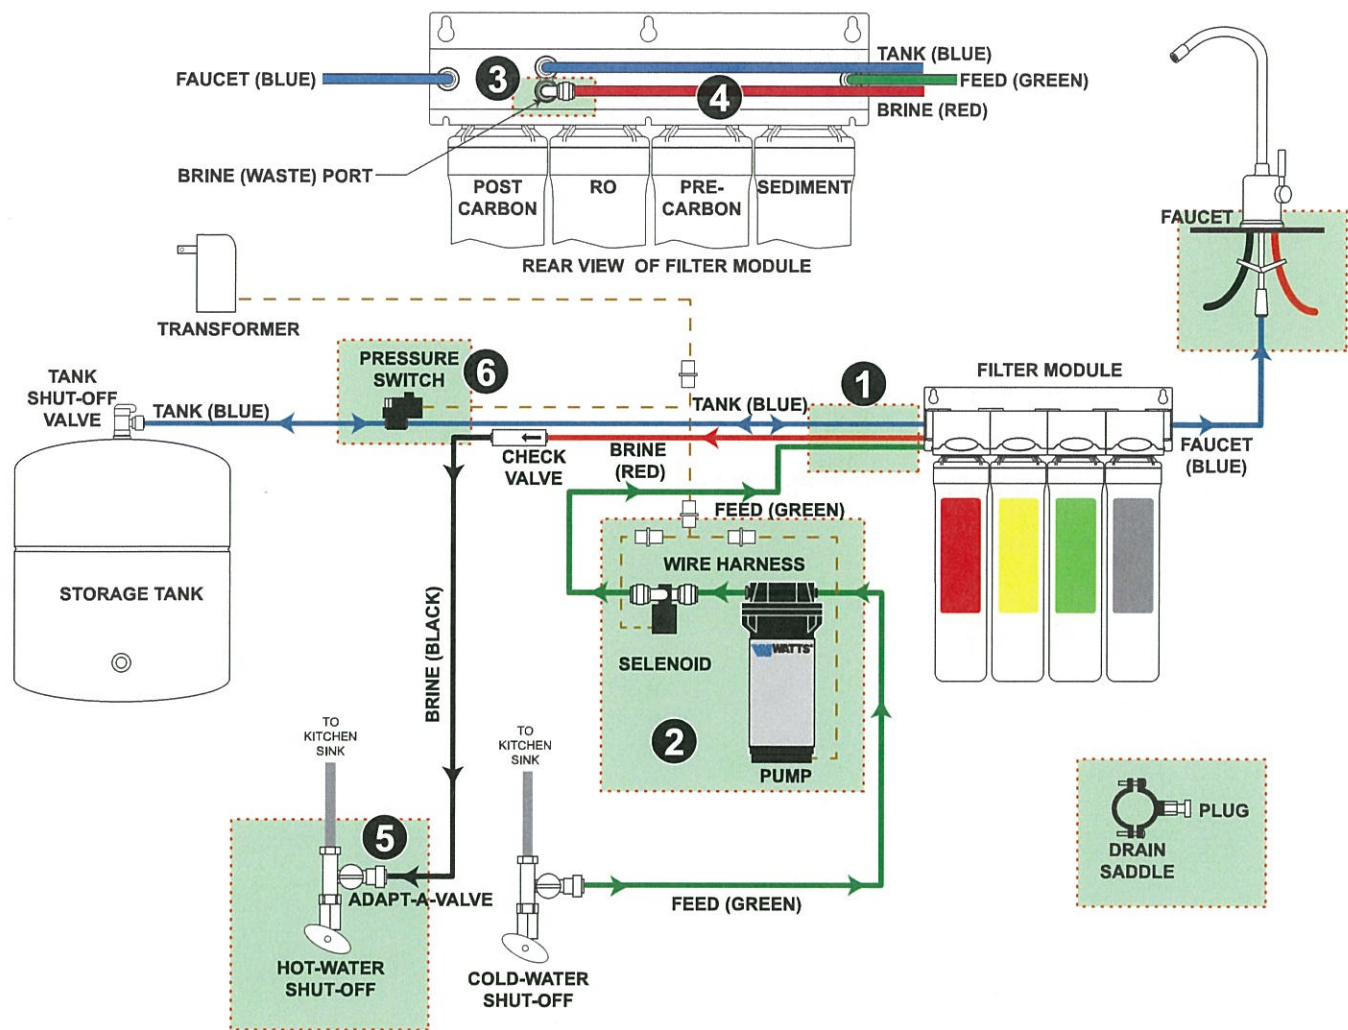 TANK (BLUE)
FAUCET (BLUE)
3
FEED (GREEN)
4
BRINE (RED)
BRINE (WASTE) PORT
POST
CARBON
RO
PRE-
CARBON
SEDIMENT
REAR VIEW OF FILTER MODULE
FAUCET
TRANSFORMER
PRESSURE
SWITCH
6
1
FILTER MODULE
TANK
SHUT-OFF
VALVE
TANK (BLUE)
TANK (BLUE)
CHECK
VALVE
BRINE
(RED)
FAUCET
(BLUE)
FEED (GREEN)
WIRE HARNESS
STORAGE TANK
BRINE (BLACK)
SELENOID
WATTS
2
PUMP
TO
KITCHEN
SINK
TO
KITCHEN
SINK
PLUG
DRAIN
SADDLE
5
ADAPT-A-VALVE
FEED (GREEN)
HOT-WATER
SHUT-OFF
COLD-WATER
SHUT-OFF